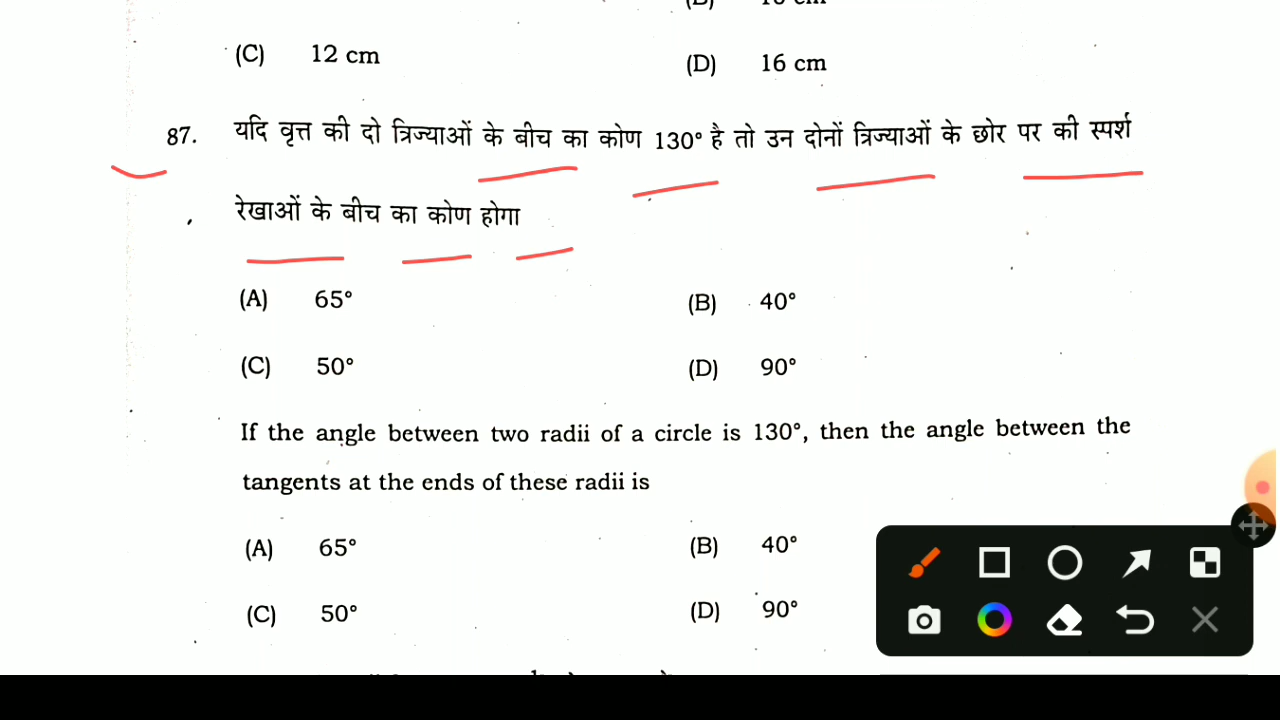 (C) 12 cm
(D) 16 cm
87. यदि वृत्त की दो त्रिज्याओं के बीच का कोण 130° है तो उन दोनों त्रिज्याओं के छोर पर की स्पर्श
रेखाओं के बीच का कोण होगा
(A) 65° (B) 40°
(C) 50° (D) 90°
If the angle between two radii of a circle is 130°, then the angle between the
tangents at the ends of these radii is
(A) 65° (B) 40°
(C) 50° (D) 90°